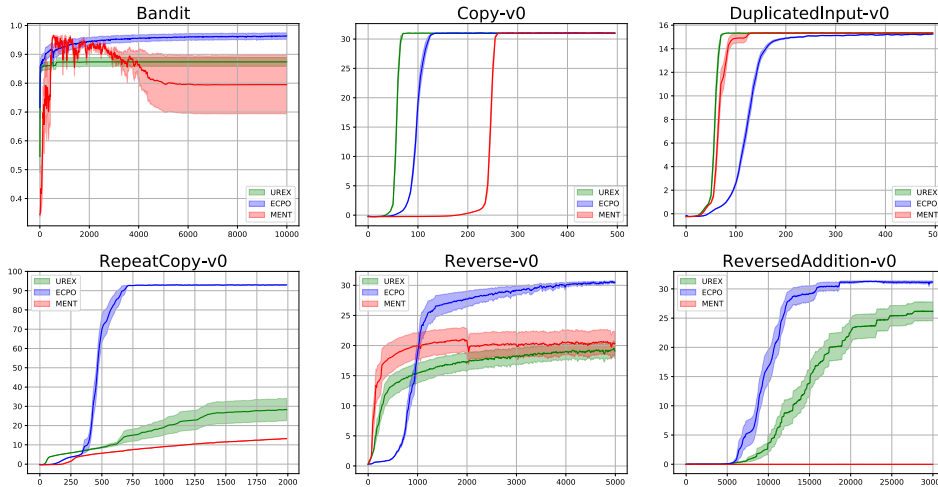 Bandit
1.0
0.9
0.8
0.7
0.6
0.5
0.4
UREX
ECPO
MENT
0 2000 4000 6000 8000 10000
Copy-v0
30
25
20
15
10
5
0
UREX
ECPO
MENT
0 100 200 300 400 500
DuplicatedInput-v0
16
14
12
10
8
6
4
2
0
UREX
ECPO
MENT
0 100 200 300 400 500
RepeatCopy-v0
100
90
80
70
60
50
40
30
20
10
0
UREX
ECPO
MENT
0 250 500 750 1000 1250 1500 1750 2000
Reverse-v0
30
25
20
15
10
5
0
UREX
ECPO
MENT
0 1000 2000 3000 4000 5000
ReversedAddition-v0
30
25
20
15
10
5
0
UREX
ECPO
MENT
0 5000 10000 15000 20000 25000 30000